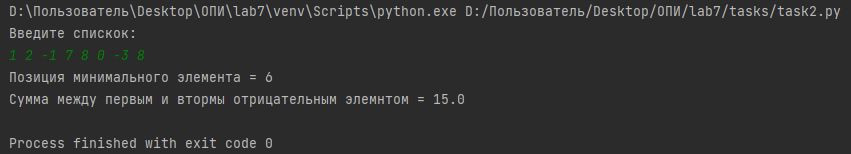 D:\Пользователь\Desktop\ОПИ\lab7\venv\Scripts\python.exe D:/Пользователь/Desktop/ОПИ/lab7/tasks/task2.py
Введите спискок:
1 2 -1 7 8 0 -3 8
Позиция минимального элемента = 6
Сумма между первым и втормы отрицательным элемнтом = 15.0
Process finished with exit code 0